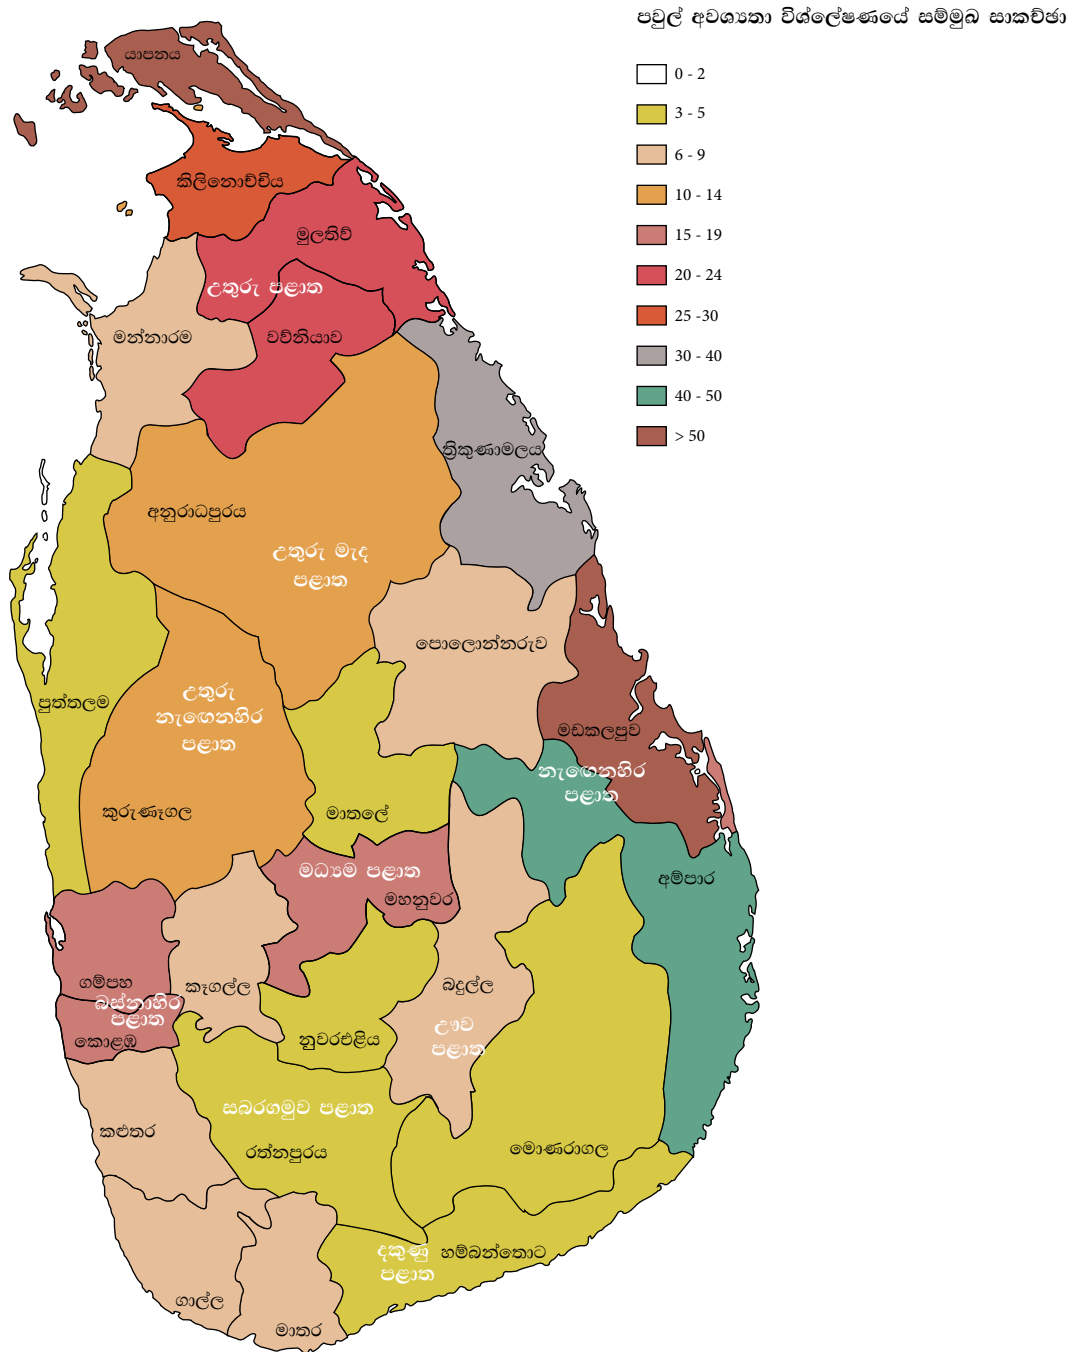 පවුල් අවශ්‍යතා විශ්ලේෂණයේ සම්මුඛ සාකච්ඡා
0 - 2
3 - 5
6 - 9
10 - 14
15 - 19
20 - 24
25 -30
30 - 40
40 - 50
> 50
යාපනය
කිලිනොච්චිය
මුලතිව්
උතුරු පළාත
මන්නාරම
වව්නියාව
ත්‍රිකුණාමලය
අනුරාධපුරය
උතුරු මැද
පළාත
පොලොන්නරුව
පුත්තලම
උතුරු
නැඟෙනහිර
පළාත
මඩකලපුව
නැඟෙනහිර
පළාත
කුරුණෑගල
මාතලේ
මධ්‍යම පළාත
මහනුවර
අම්පාර
ගම්පහ
කෑගල්ල
බදුල්ල
බස්නාහිර
පළාත
කොළඹ
නුවරඑළිය
ඌව
පළාත
සබරගමුව පළාත
කළුතර
රත්නපුරය
මොණරාගල
දකුණු
පළාත
හම්බන්තොට
ගාල්ල
මාතර